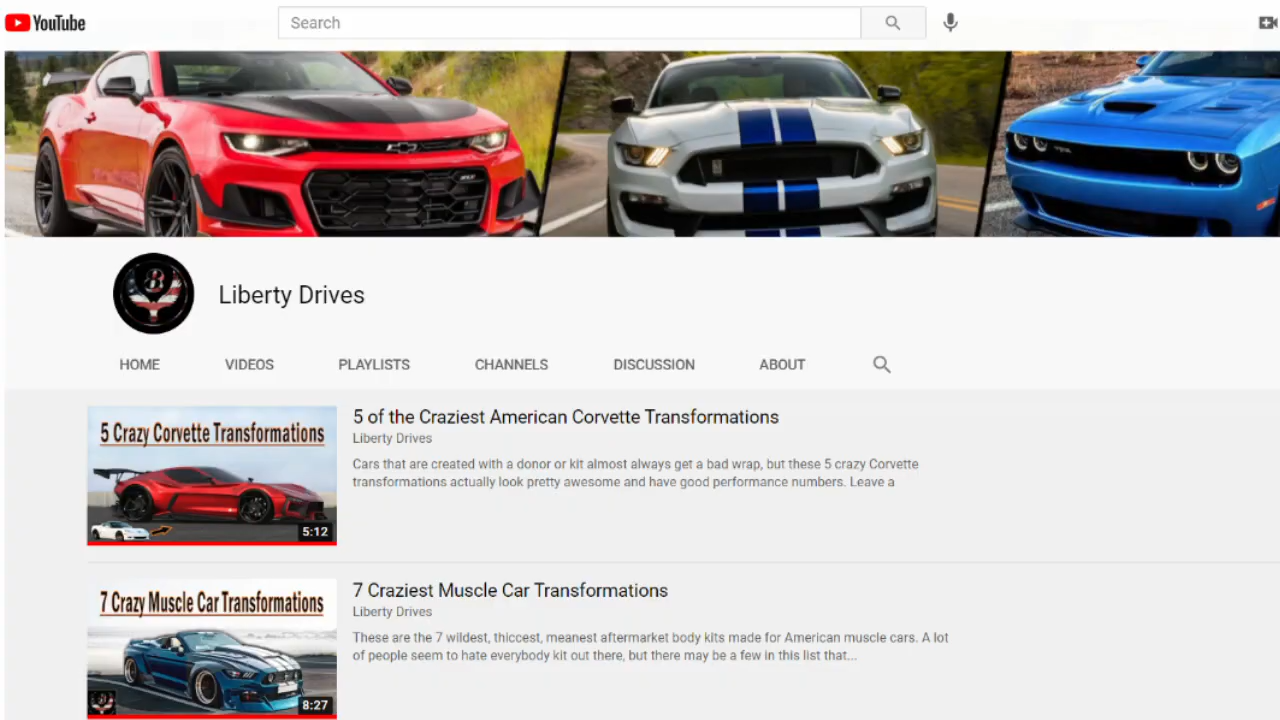 YouTube
Search
8
Liberty Drives
HOME VIDEOS PLAYLISTS CHANNELS DISCUSSION ABOUT
5 Crazy Corvette Transformations
5:12
5 of the Craziest American Corvette Transformations
Liberty Drives
Cars that are created with a donor or kit almost always get a bad wrap, but these 5 crazy Corvette
transformations actually look pretty awesome and have good performance numbers. Leave a
7 Crazy Muscle Car Transformations
8:27
7 Craziest Muscle Car Transformations
Liberty Drives
These are the 7 wildest, thiccest, meanest aftermarket body kits made for American muscle cars. A lot
of people seem to hate everybody kit out there, but there may be a few in this list that...